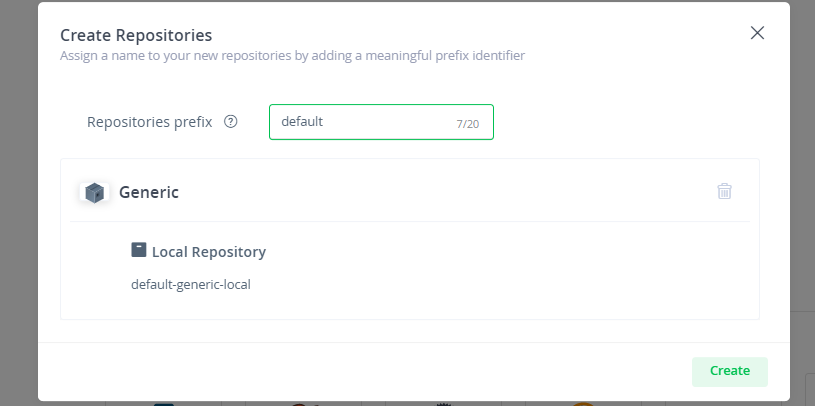 Create Repositories
Assign a name to your new repositories by adding a meaningful prefix identifier
Repositories prefix ?
default 7/20
Generic
Local Repository
default-generic-local
Create